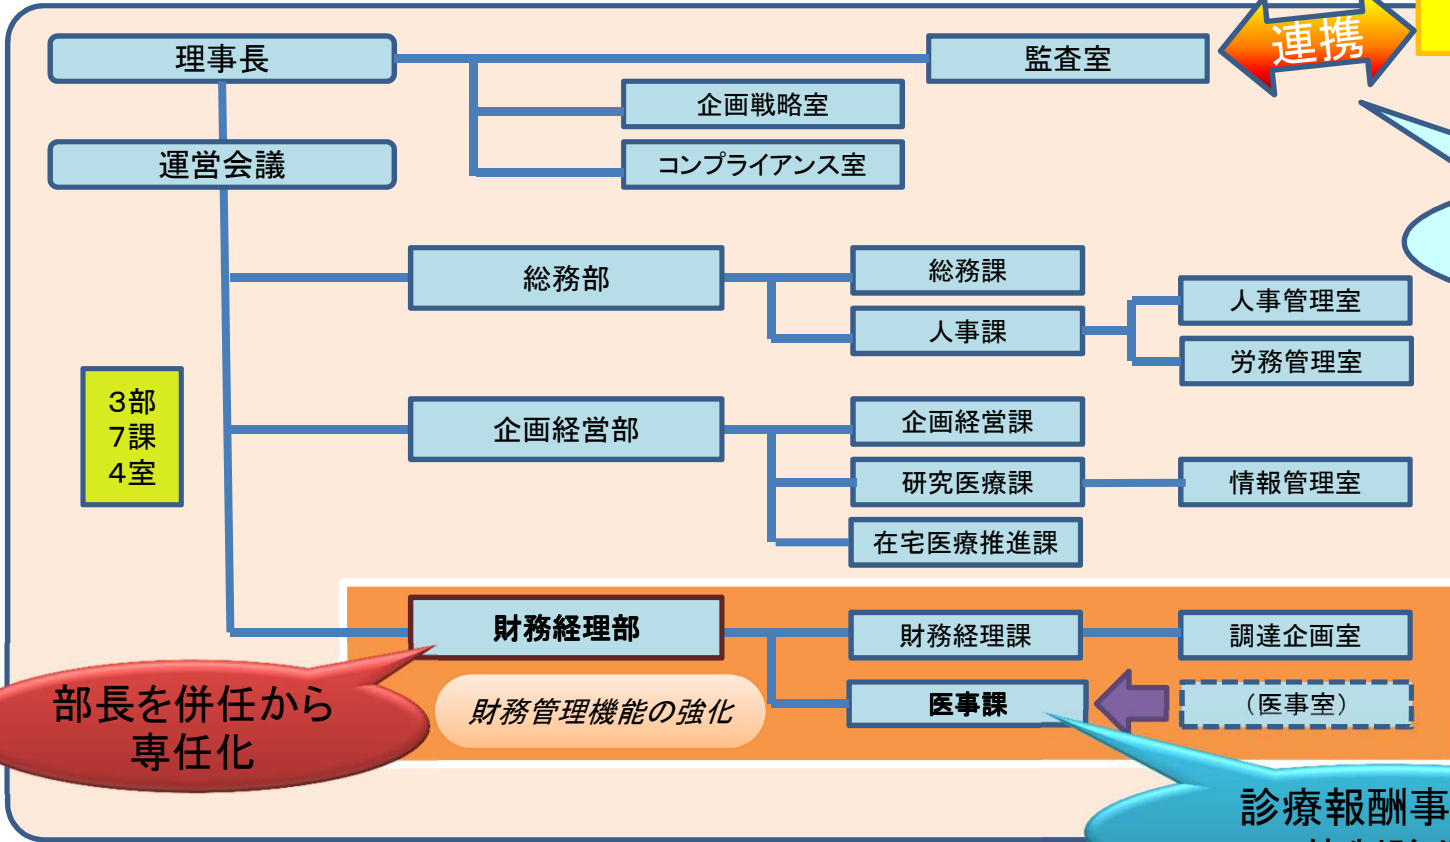 理事長
監査室
連携
企画戦略室
運営会議
コンプライアンス室
総務部
総務課
人事課
人事管理室
労務管理室
3部
7課
4室
企画経営部
企画経営課
研究医療課
情報管理室
在宅医療推進課
財務経理部
財務経理課
調達企画室
部長を併任から
専任化
財務管理機能の強化
医事課
（医事室）
診療報酬事